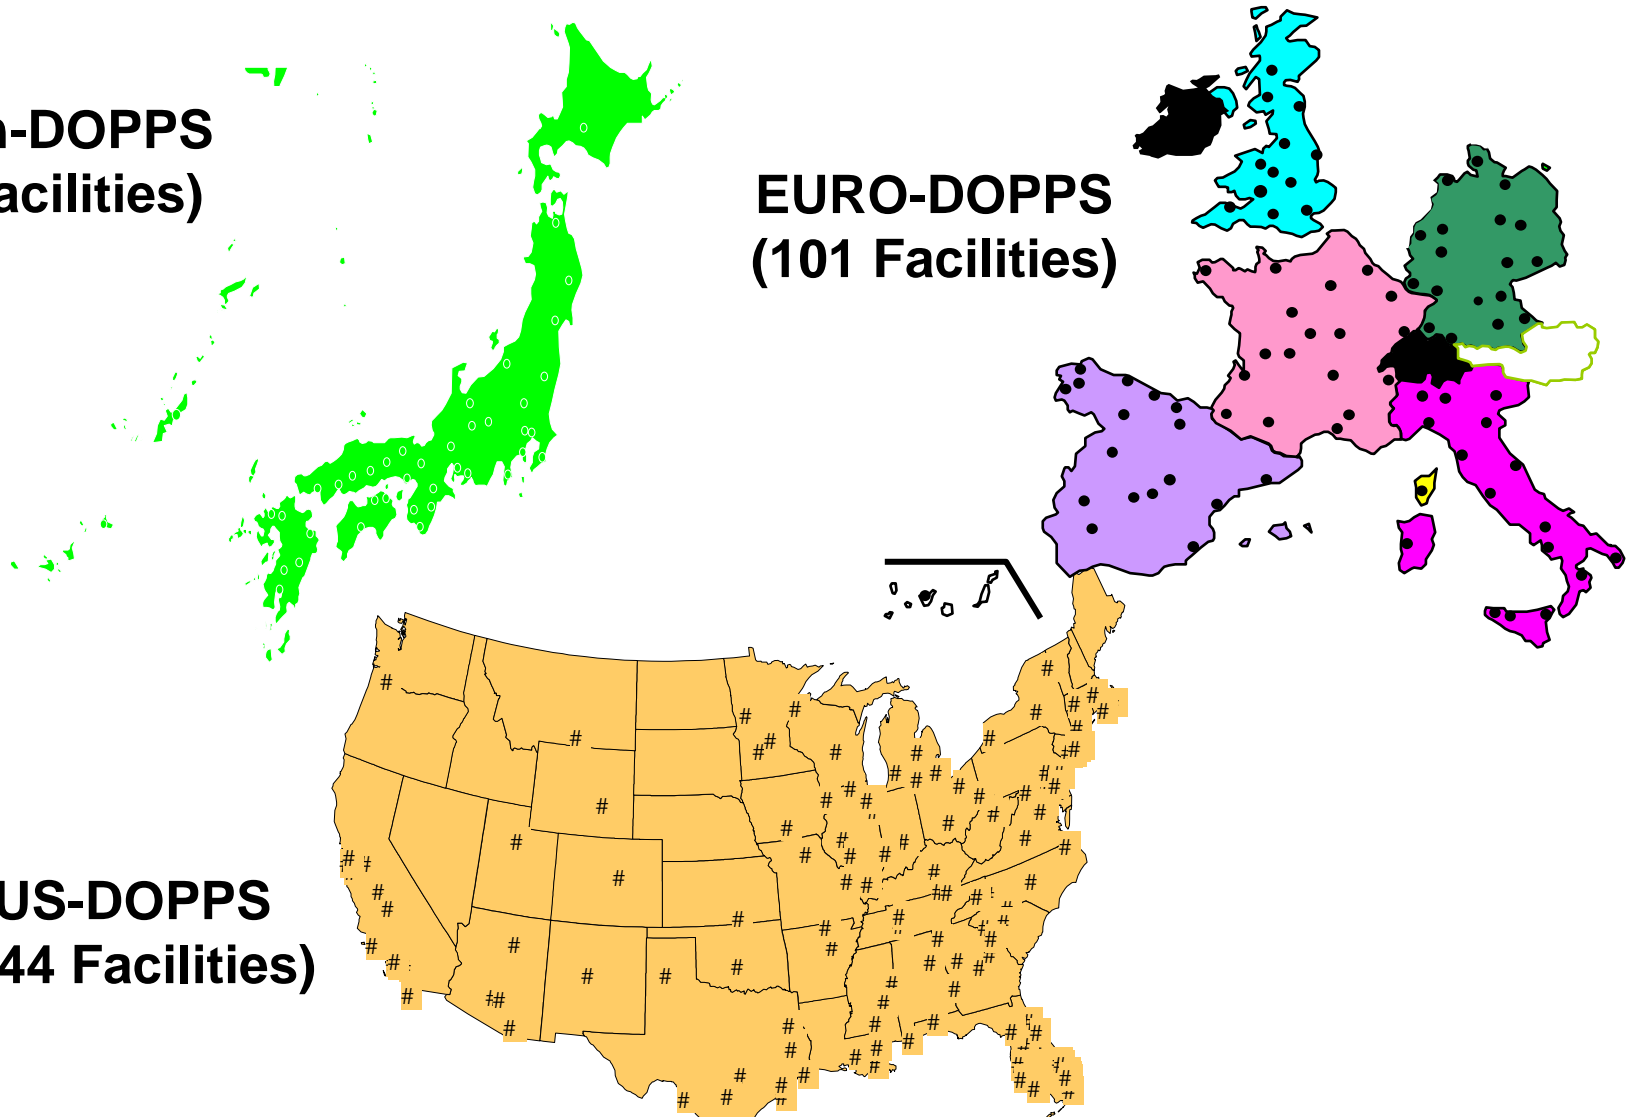 n-DOPPS
acilities)
EURO-DOPPS
(101 Facilities)
US-DOPPS
44 Facilities)